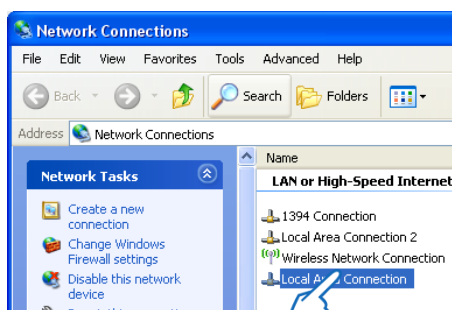 Network Connections
File Edit View Favorites Tools Advanced Help
Back Search Folders
Address Network Connections
Network Tasks
Create a new
connection
Change Windows
Firewall settings
Disable this network
device
Name
LAN or High-Speed Internet
1394 Connection
Local Area Connection 2
Wireless Network Connection
Local Connection